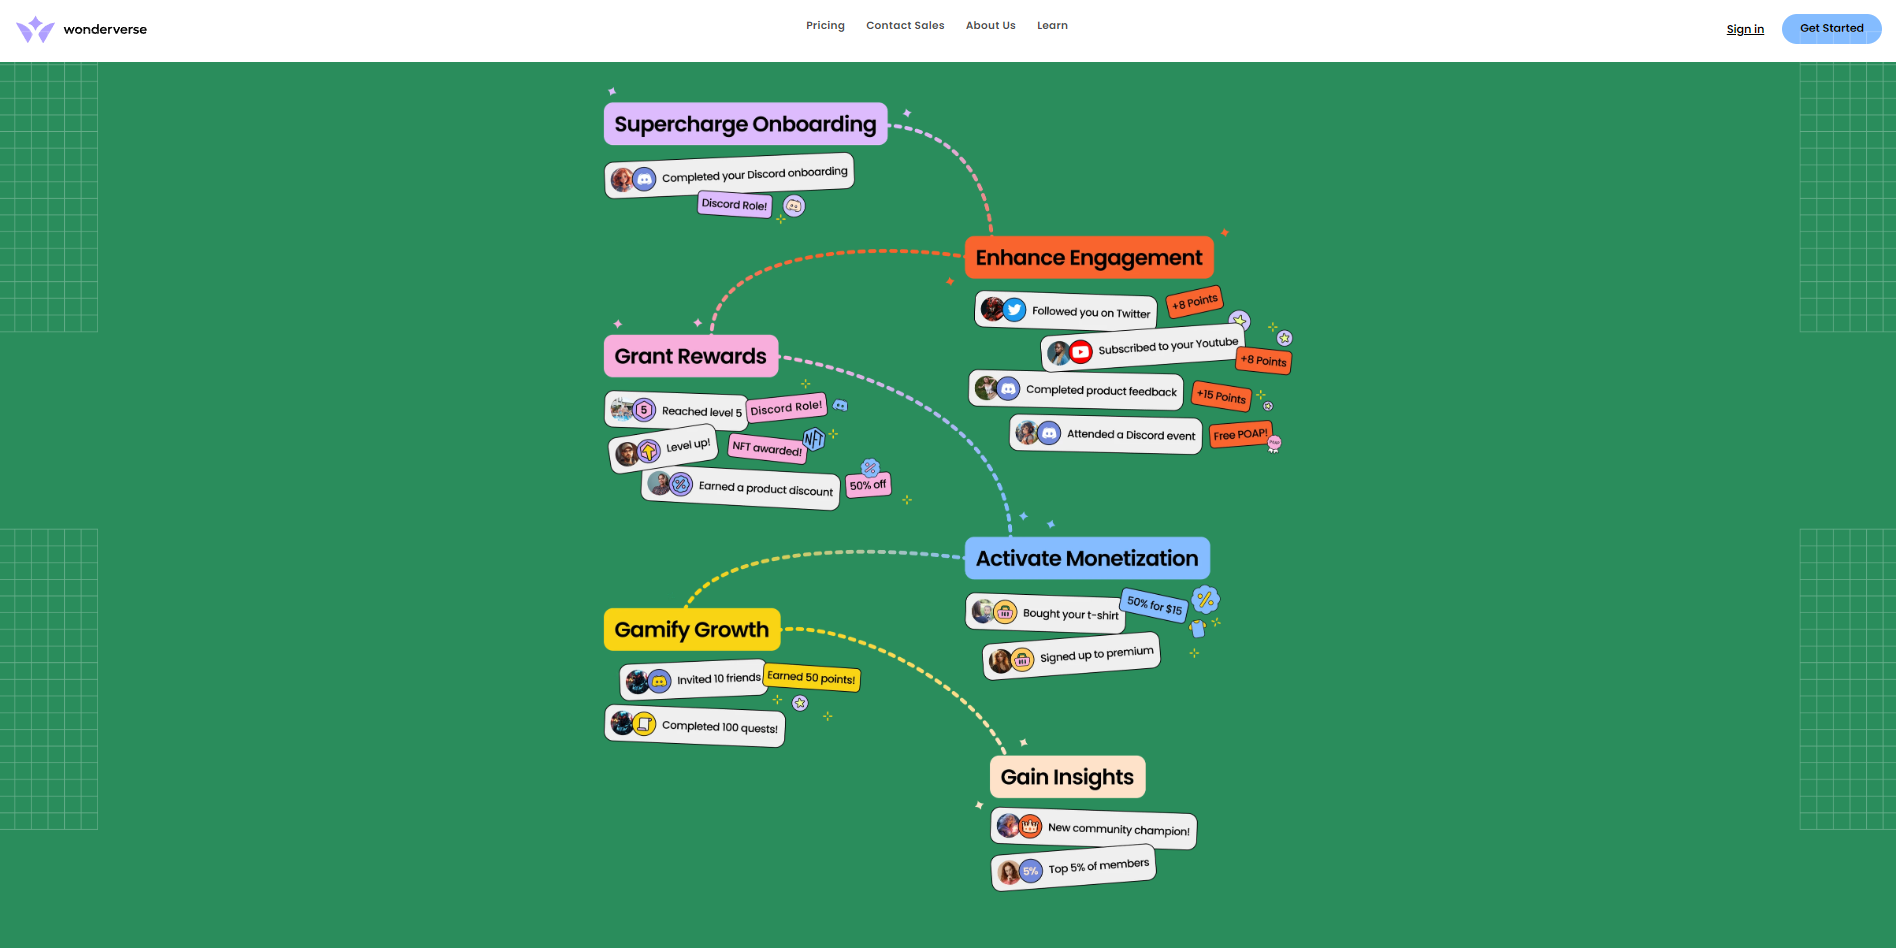 wonderverse
Pricing
Contact Sales
About Us
Learn
Sign in
Get Started
Supercharge Onboarding
Completed your Discord onboarding
Discord Role!
Enhance Engagement
Followed you on Twitter
+8 Points
Subscribed to your Youtube
+8 Points
Completed product feedback
+15 Points
Attended a Discord event
Free POAP!
Grant Rewards
5
Reached level 5
Discord Role!
Level up!
NFT awarded!
NFT
%
Earned a product discount
50% off
%
Activate Monetization
Bought your t-shirt
50% for $15
%
Signed up to premium
Gamify Growth
Invited 10 friends
Earned 50 points!
Completed 100 quests!
Gain Insights
New community champion!
5%
Top 5% of members